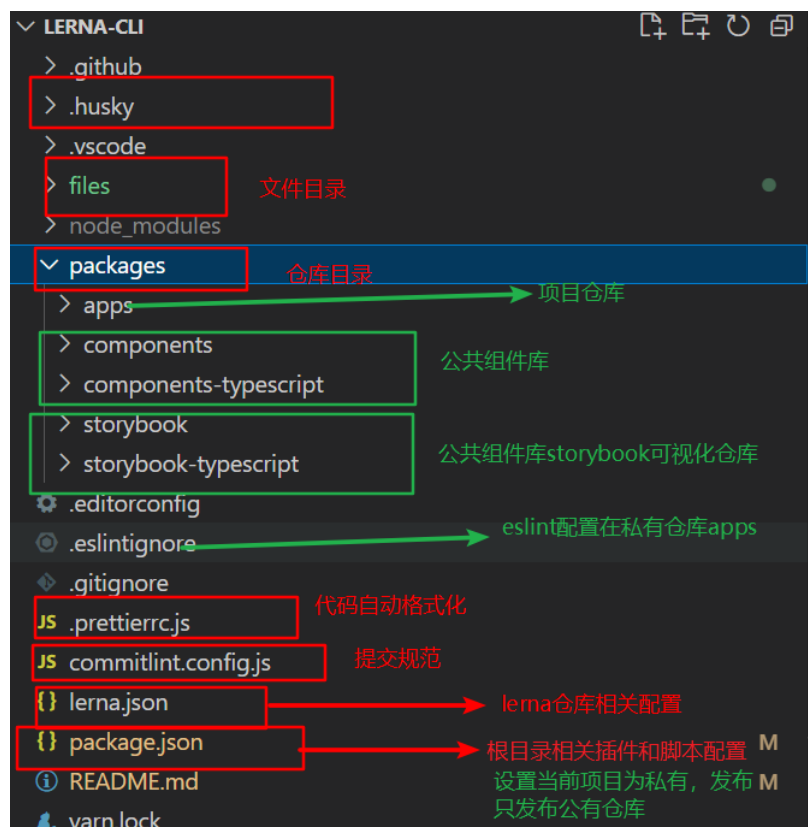 LERNA-CLI
.github
.husky
.vscode
files 文件目录
node_modules
packages 仓库目录
apps 项目仓库
components
公共组件库
components-typescript
storybook
公共组件库storybook可视化仓库
storybook-typescript
.editorconfig
eslint配置在私有仓库apps
.eslintignore
.gitignore
代码自动格式化
JS .prettierrc.js
JS commitlint.config.js 提交规范
{} lerna.json lerna仓库相关配置
{} package.json 根目录相关插件和脚本配置 M
README.md 设置当前项目为私有，发布 M
只发布公有仓库
yarn.lock